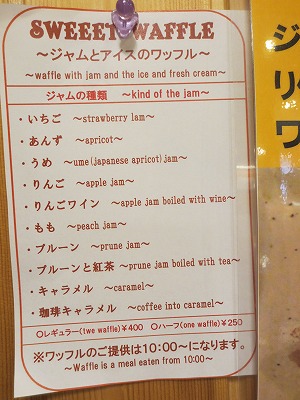 SWEEET WAFFLE
～ジャムとアイスのワッフル～
～waffle with jam and the ice and fresh cream～
ジャムの種類 ～kind of the jam～
・いちご ～strawberry jam～
・あんず ～apricot～
・うめ ～ume(japanese apricot)jam～
・りんご ～apple jam～
・りんごワイン ～apple jam boiled with wine～
・もも ～peach jam～
・プルーン ～prune jam～
・プルーンと紅茶 ～prune jam boiled with tea～
・キャラメル ～caramel～
・珈琲キャラメル ～coffee into caramel～
○レギュラー(two waffle)¥400 ○ハーフ(one waffle)¥250
※ワッフルのご提供は10:00～になります。
～Waffle is a meal eaten from 10:00～
ジ
リ
ワ